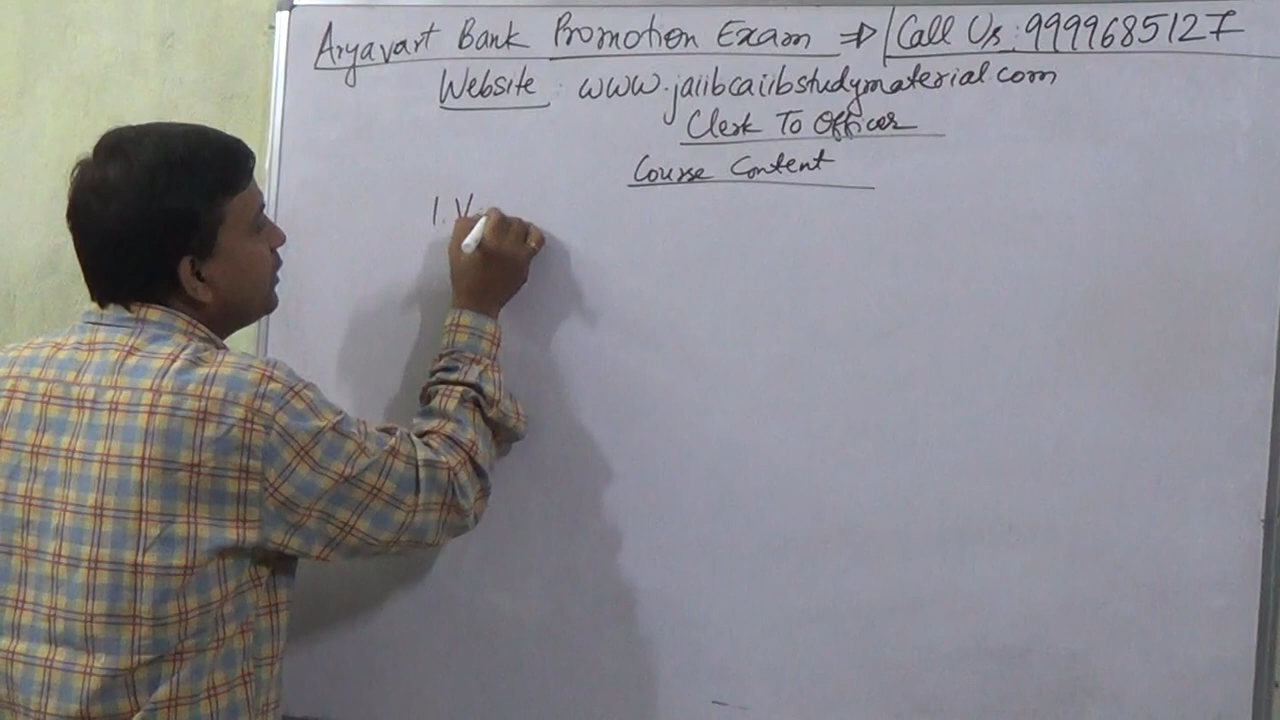 Aryavart Bank Promotion Exam ⇒ Call Us: 9999685127
Website : www.jaiibcaiibstudymaterial.com
Clerk To Officer
Course Content
1. V